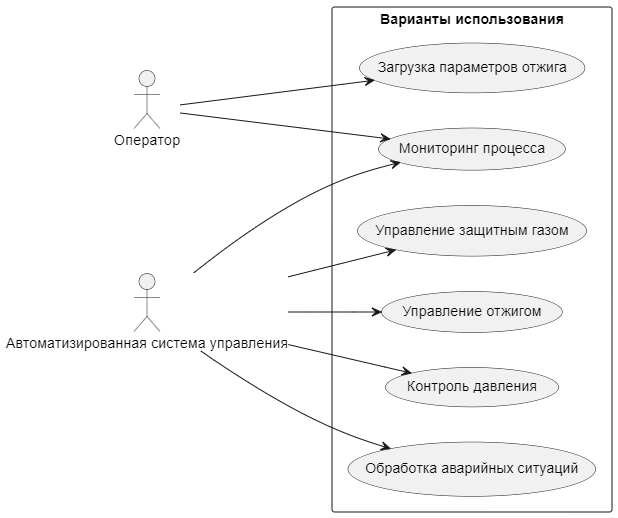 Варианты использования
Загрузка параметров отжига
Оператор
Мониторинг процесса
Управление защитным газом
Управление отжигом
Автоматизированная система управления
Контроль давления
Обработка аварийных ситуаций